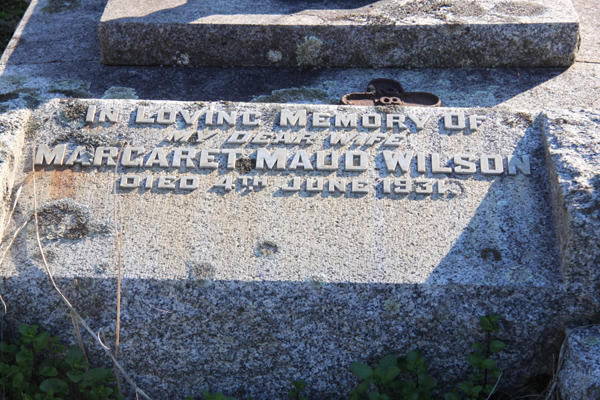 IN LOVING MEMORY OF
MY DEAR WIFE
MARGARET MAUD WILSON
DIED 4TH JUNE 1931.